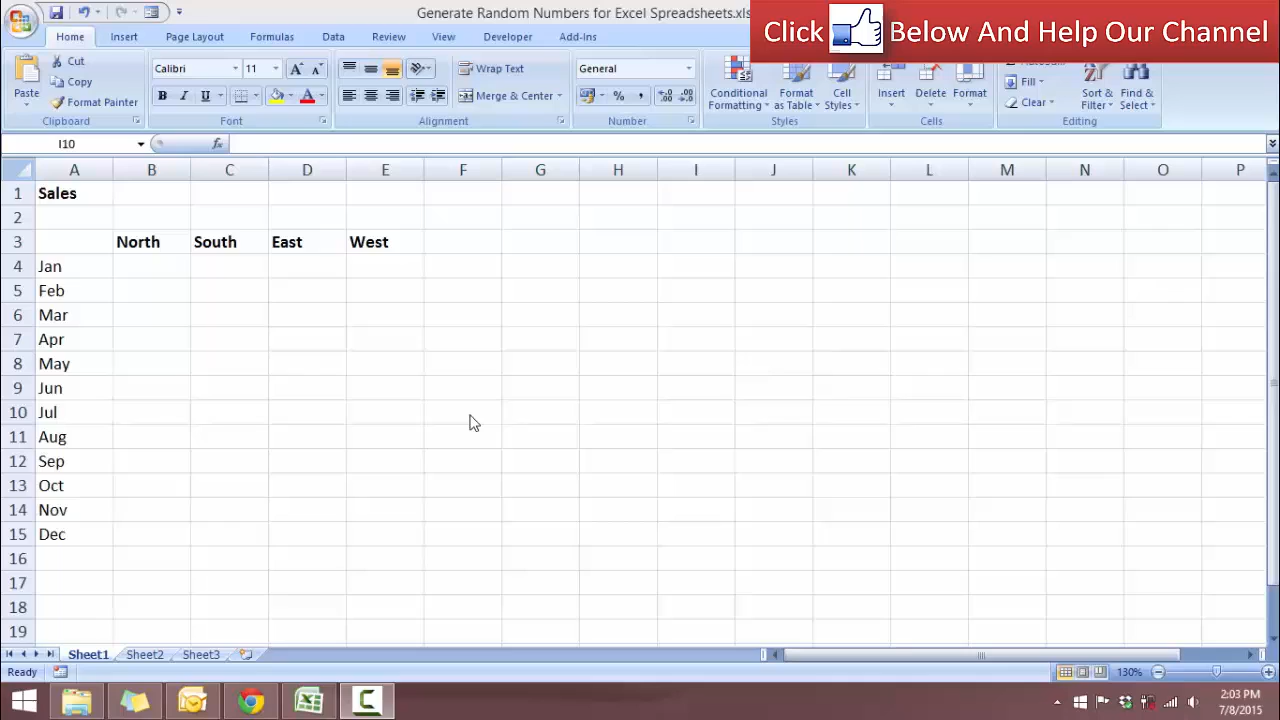 Generate Random Numbers for Excel Spreadsheets.xls
Click Below And Help Our Channel
Home Insert Page Layout Formulas Data Review View Developer Add-Ins
Paste
Cut
Copy
Format Painter
Clipboard
Calibri 11
B I U
A A
Font
Wrap Text
Merge & Center
Alignment
General
% ,
Number
Conditional Formatting
Format as Table
Cell Styles
Styles
Insert Delete Format
Cells
Fill
Clear
Sort & Filter
Find & Select
Editing
I10 fx
A B C D E F G H I J K L M N O P
1 Sales
2
3 North South East West
4 Jan
5 Feb
6 Mar
7 Apr
8 May
9 Jun
10 Jul
11 Aug
12 Sep
13 Oct
14 Nov
15 Dec
16
17
18
19
Sheet1 Sheet2 Sheet3
Ready 130%
2:03 PM
7/8/2015